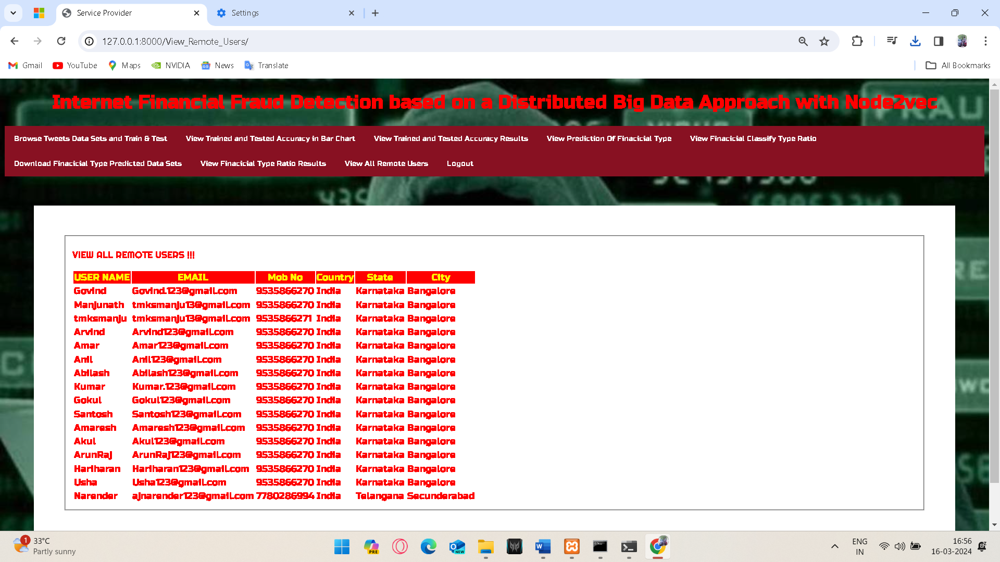 Service Provider
Settings
127.0.0.1:8000/View_Remote_Users/
Gmail YouTube Maps NVIDIA News Translate All Bookmarks
Internet Financial Fraud Detection based on a Distributed Big Data Approach with Node2vec
Browse Tweets Data Sets and Train & Test View Trained and Tested Accuracy in Bar Chart View Trained and Tested Accuracy Results View Prediction Of Finacicial Type View Finacicial Classify Type Ratio
Download Finacicial Type Predicted Data Sets View Finacicial Type Ratio Results View All Remote Users Logout
VIEW ALL REMOTE USERS !!!
USER NAME EMAIL Mob No Country State City
Govind Govind.123@gmail.com 9535866270 India Karnataka Bangalore
Manjunath tmksmanju13@gmail.com 9535866270 India Karnataka Bangalore
tmksmanju tmksmanju13@gmail.com 9535866271 India Karnataka Bangalore
Arvind Arvind123@gmail.com 9535866270 India Karnataka Bangalore
Amar Amar123@gmail.com 9535866270 India Karnataka Bangalore
Anil Anil123@gmail.com 9535866270 India Karnataka Bangalore
Abilash Abilash123@gmail.com 9535866270 India Karnataka Bangalore
Kumar Kumar.123@gmail.com 9535866270 India Karnataka Bangalore
Gokul Gokul123@gmail.com 9535866270 India Karnataka Bangalore
Santosh Santosh123@gmail.com 9535866270 India Karnataka Bangalore
Amaresh Amaresh123@gmail.com 9535866270 India Karnataka Bangalore
Akul Akul123@gmail.com 9535866270 India Karnataka Bangalore
ArunRaj ArunRaj123@gmail.com 9535866270 India Karnataka Bangalore
Hariharan Hariharan123@gmail.com 9535866270 India Karnataka Bangalore
Usha Usha123@gmail.com 9535866270 India Karnataka Bangalore
Narender ajnarender123@gmail.com 7780286994 India Telangana Secunderabad
1
33°C
Partly sunny
PRE
NEW
ENG
IN
16:56
16-03-2024